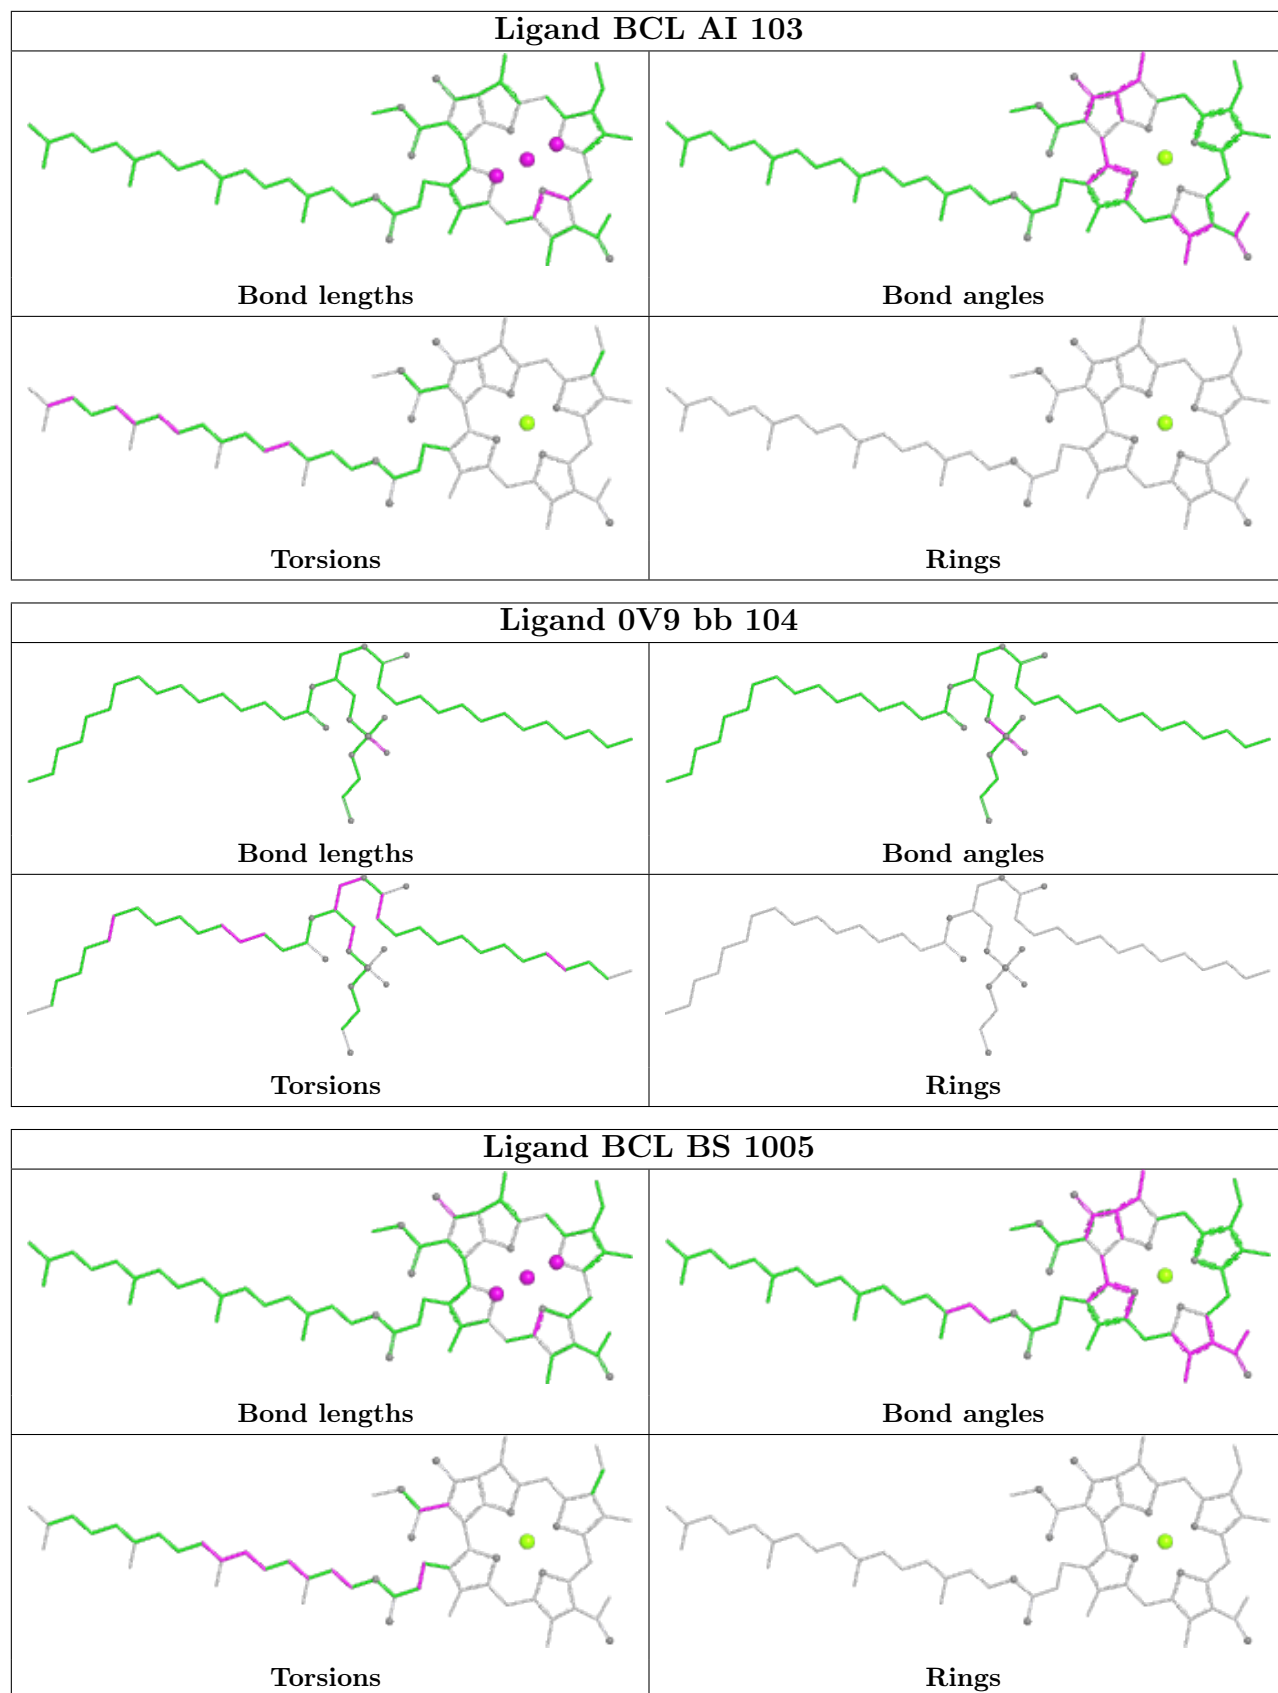 Ligand BCL AI 103
Bond lengths
Bond angles
Torsions
Rings
Ligand 0V9 bb 104
Bond lengths
Bond angles
Torsions
Rings
Ligand BCL BS 1005
Bond lengths
Bond angles
Torsions
Rings